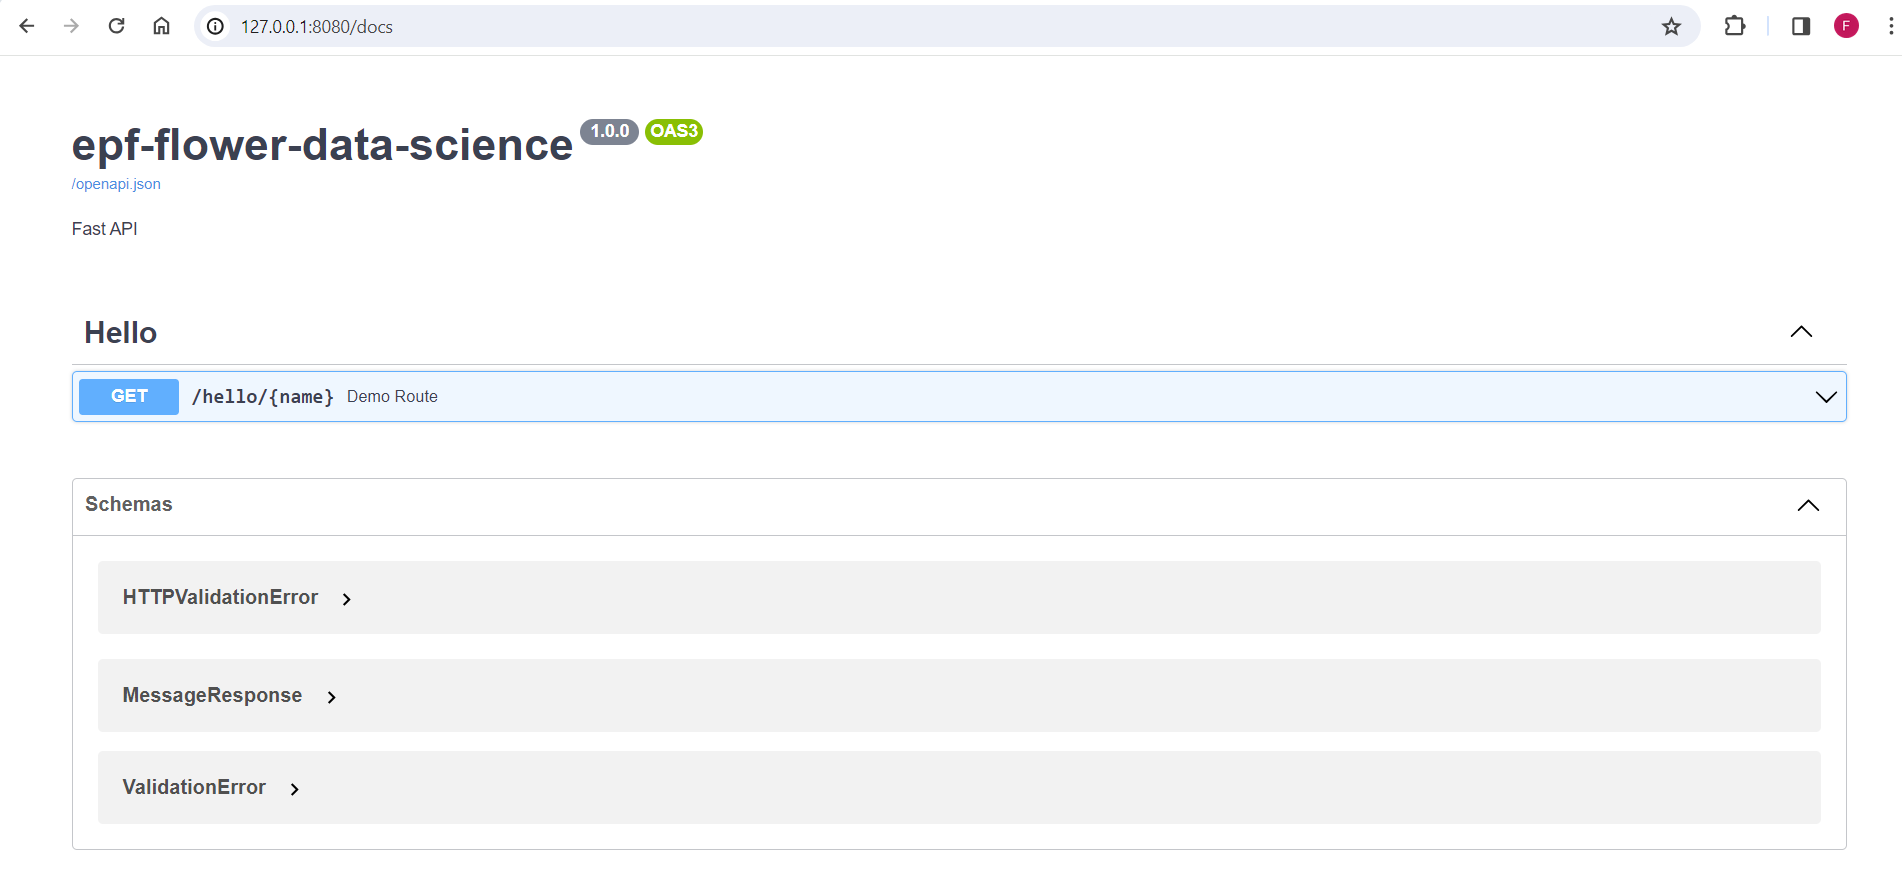 127.0.0.1:8080/docs
F
epf-flower-data-science 1.0.0 OAS3
/openapi.json
Fast API
Hello
GET /hello/{name} Demo Route
Schemas
HTTPValidationError
MessageResponse
ValidationError